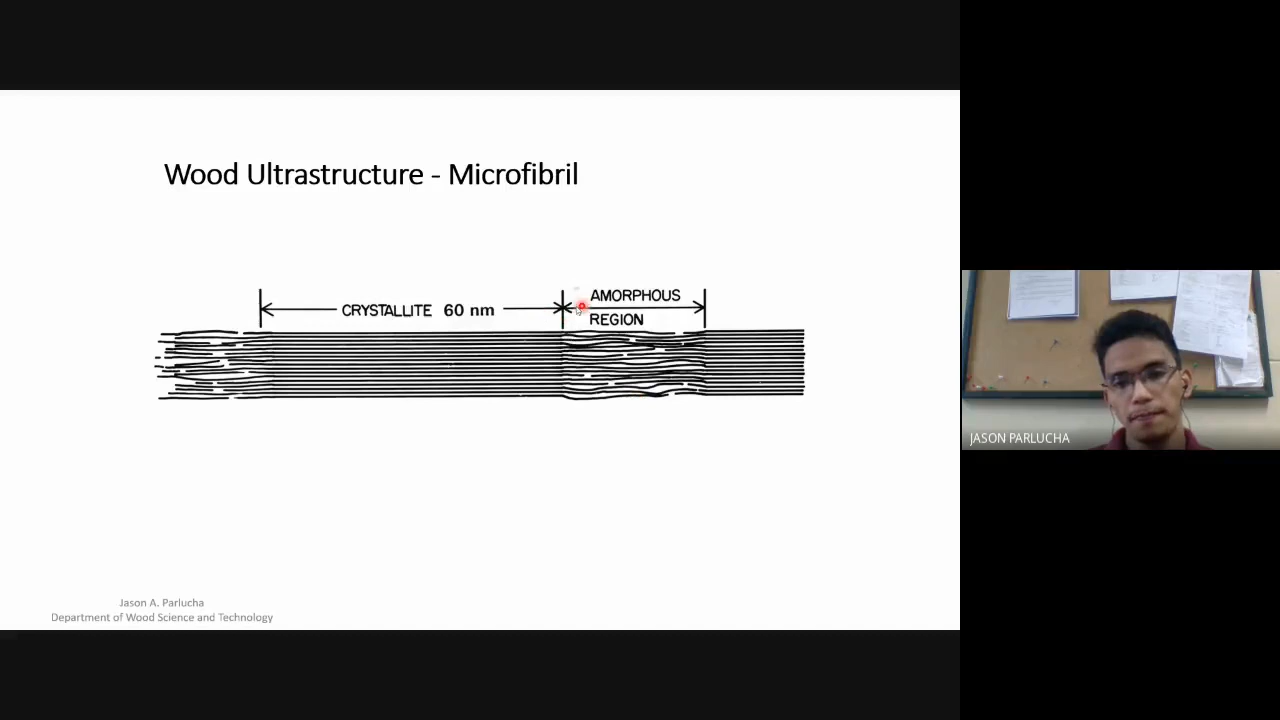 Wood Ultrastructure - Microfibril
CRYSTALLITE 60 nm
AMORPHOUS
REGION
Jason A. Parlucha
Department of Wood Science and Technology
JASON PARLUCHA